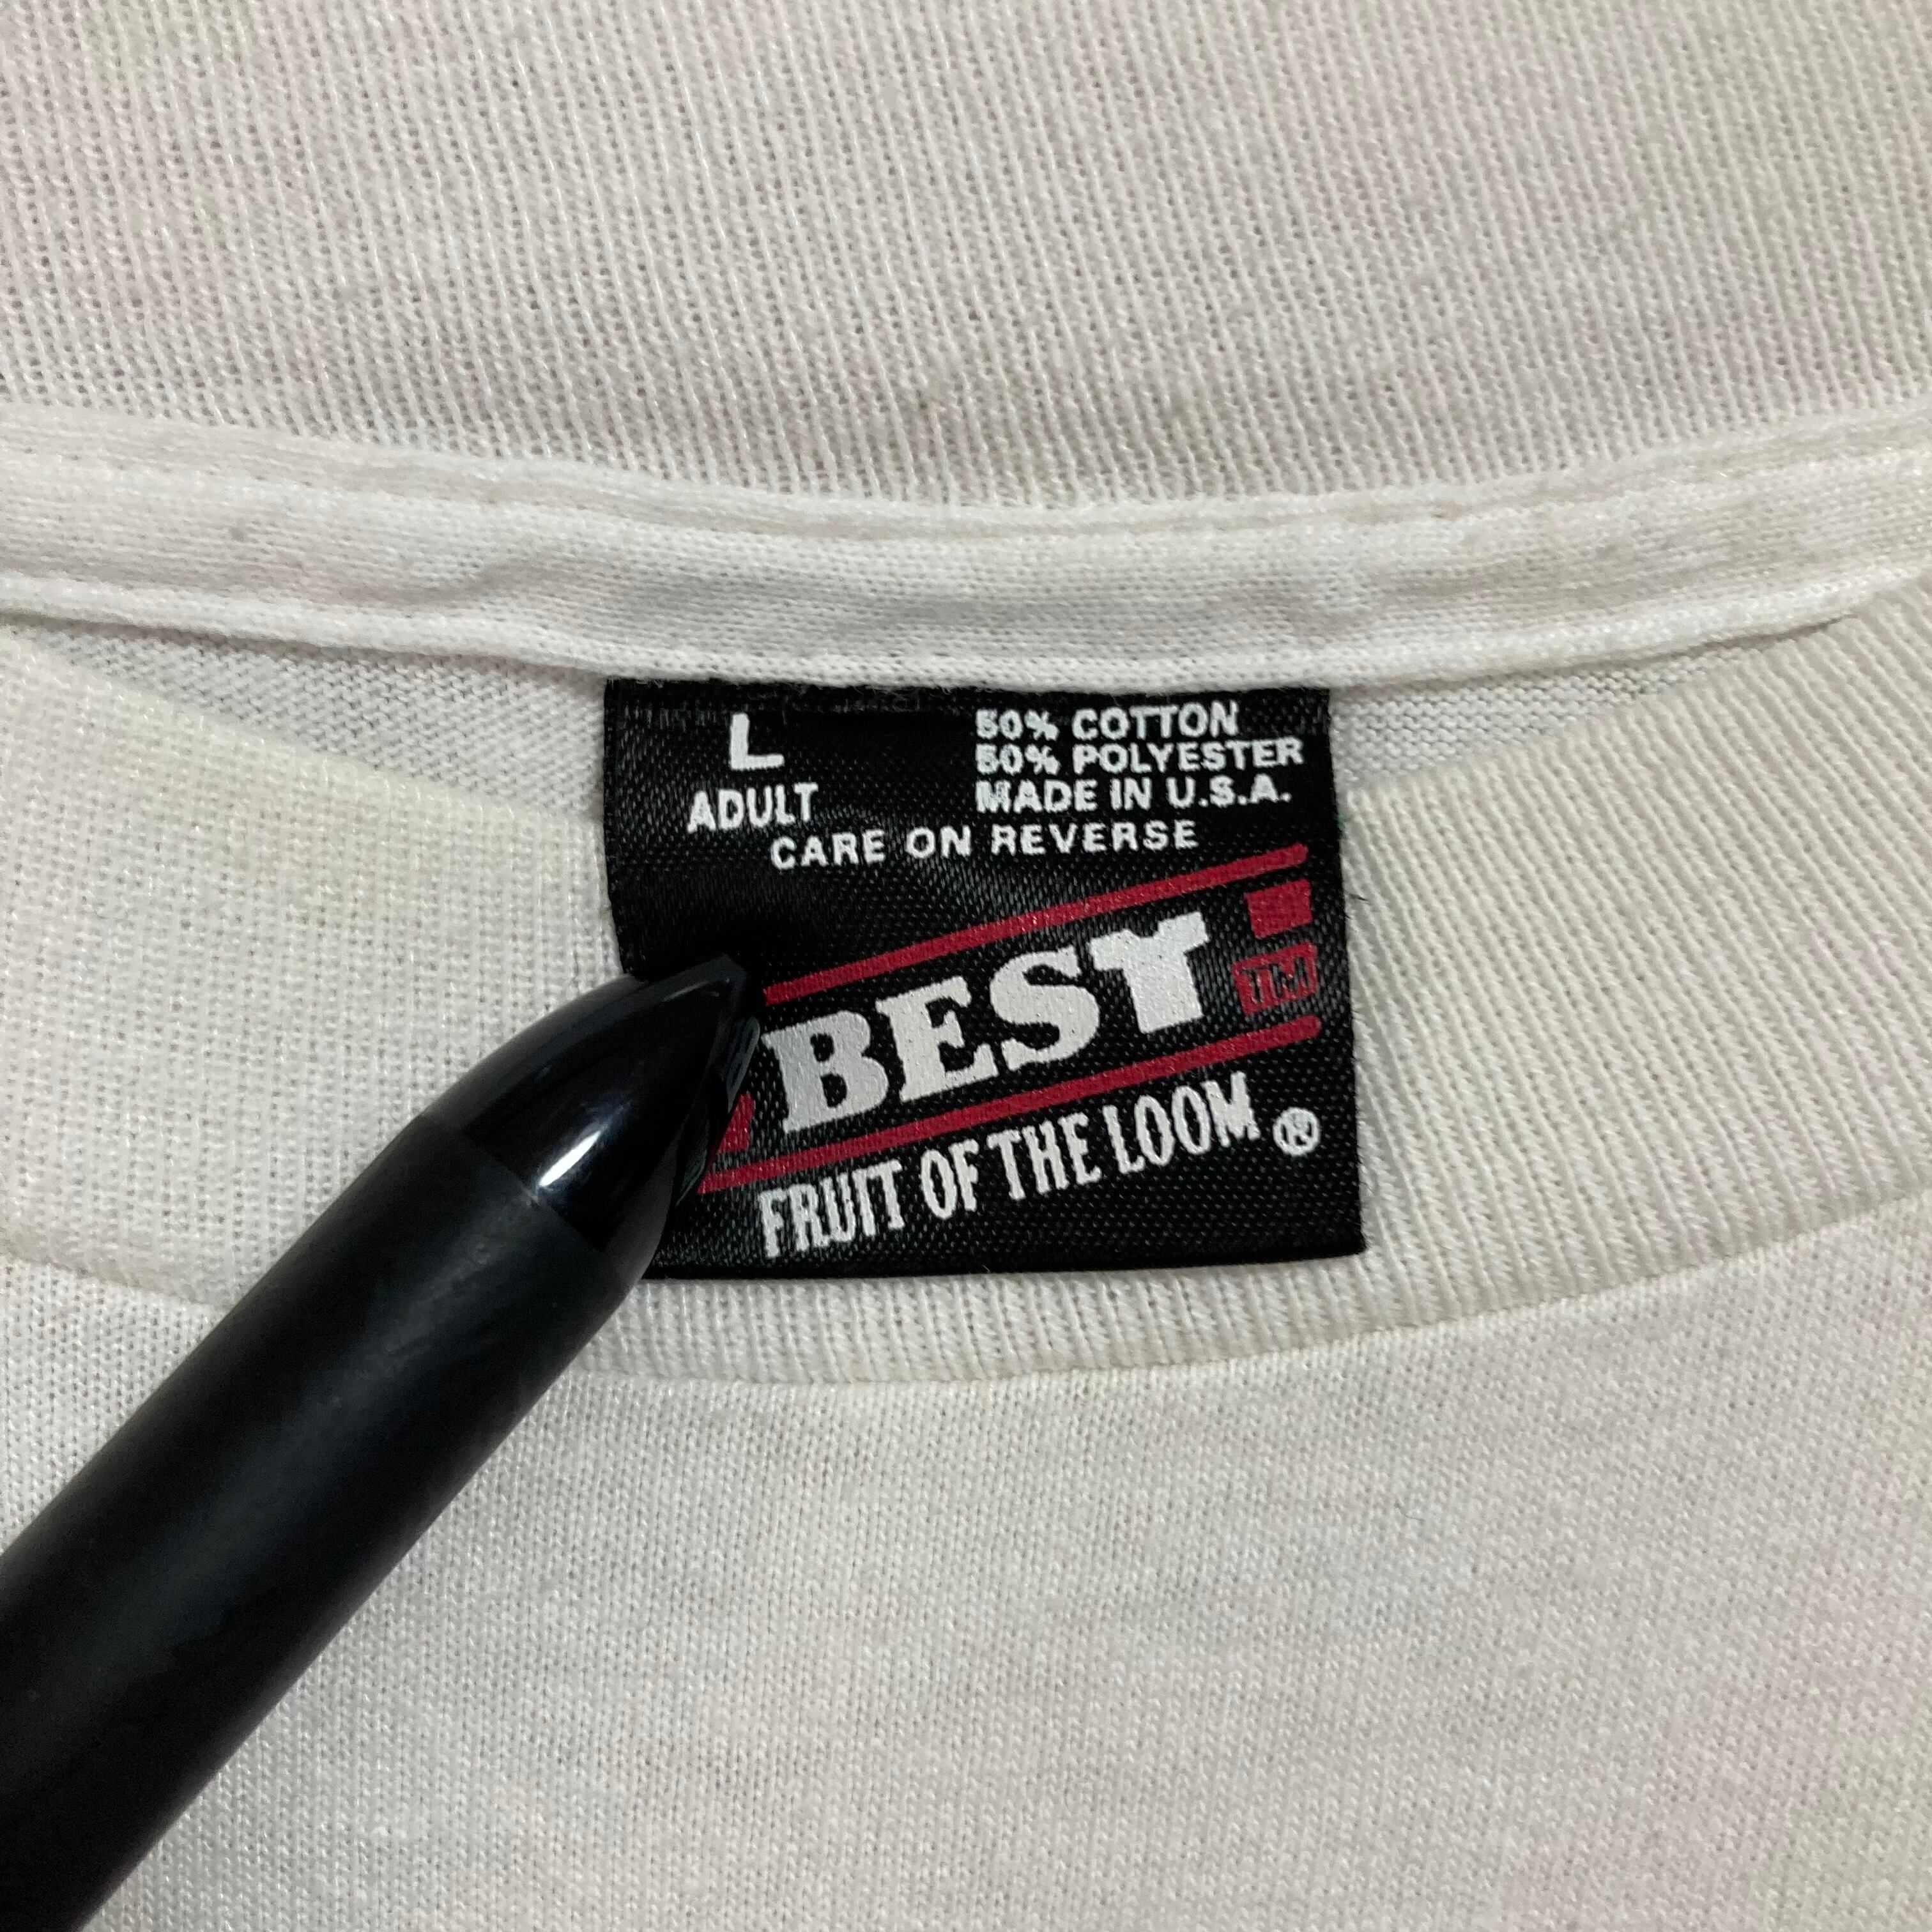 L
ADULT
50% COTTON
50% POLYESTER
MADE IN U.S.A.
CARE ON REVERSE
BEST
TM
FRUIT OF THE LOOM ®